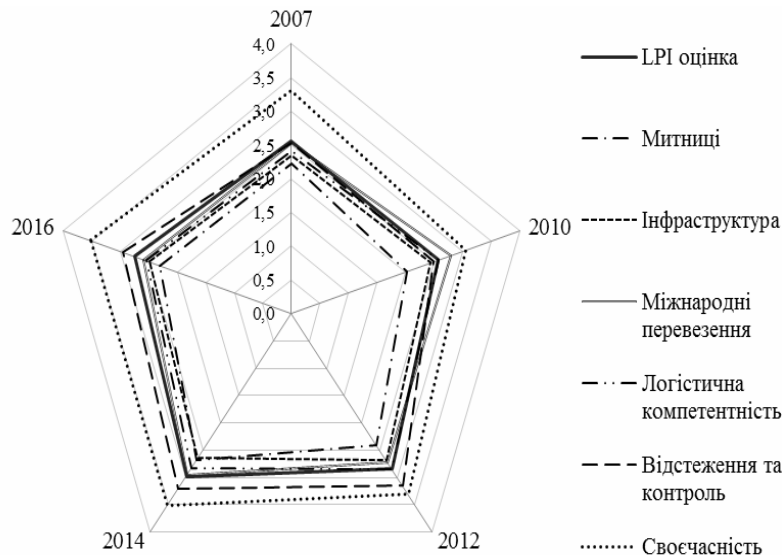 2007
4,0
3,5
3,0
2,5
2,0
1,5
1,0
0,5
0,0
2010
2012
2014
2016
LPI оцінка
Митниці
Інфраструктура
Міжнародні
перевезення
Логістична
компетентність
Відстеження та
контроль
Своєчасність